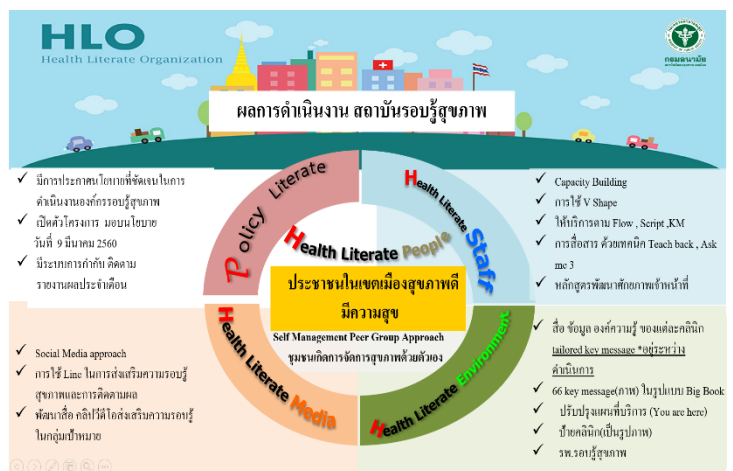 HLO
Health Literate Organization
กรมอนามัย
ผลการดำเนินงาน สถาบันรอบรู้สุขภาพ
✓ มีการประกาศนโยบายที่ชัดเจนในการ
ดำเนินงานองค์กรรอบรู้สุขภาพ
✓ เปิดตัวโครงการ มอบนโยบาย
วันที่ 9 มีนาคม 2560
✓ มีระบบการกำกับ ติดตาม
รายงานผลประจำเดือน
Policy Literate
Health Literate Staff
✓ Capacity Building
✓ การใช้ V Shape
✓ ให้บริการตาม Flow , Script ,KM
✓ การสื่อสาร ด้วยเทคนิค Teach back , Ask
me 3
✓ หลักสูตรพัฒนาศักยภาพเจ้าหน้าที่
Health Literate People
ประชาชนในเขตเมืองสุขภาพดี
มีความสุข
Self Management Peer Group Approach
ชุมชนเกิดการจัดการสุขภาพด้วยตัวเอง
✓ Social Media approach
✓ การใช้ Line ในการส่งเสริมความรอบรู้
สุขภาพและการติดตามผล
✓ พัฒนาสื่อ คลิปวีดีโอส่งเสริมความรอบรู้
ในกลุ่มเป้าหมาย
Health Literate Media
Health Literate Environment
✓ สื่อ ข้อมูล องค์ความรู้ ของแต่ละคลินิก
tailored key message *อยู่ระหว่าง
ดำเนินการ
✓ 66 key message(ภาพ) ในรูปแบบ Big Book
✓ ปรับปรุงแผนที่บริการ (You are here)
✓ ป้ายคลินิก(เป็นรูปภาพ)
✓ รพ.รอบรู้สุขภาพ